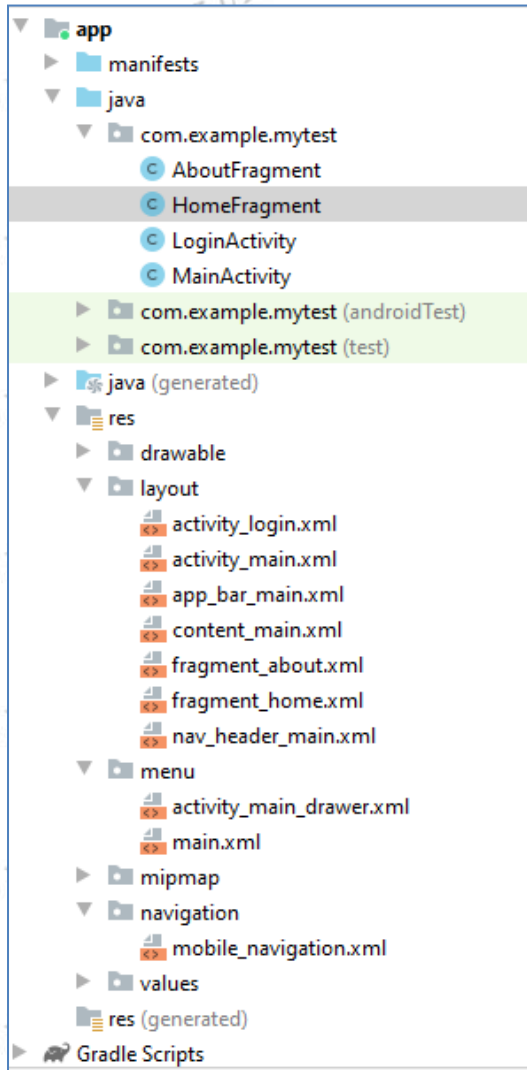 app
manifests
java
com.example.mytest
C AboutFragment
C HomeFragment
C LoginActivity
C MainActivity
com.example.mytest (androidTest)
com.example.mytest (test)
java (generated)
res
drawable
layout
activity_login.xml
activity_main.xml
app_bar_main.xml
content_main.xml
fragment_about.xml
fragment_home.xml
nav_header_main.xml
menu
activity_main_drawer.xml
main.xml
mipmap
navigation
mobile_navigation.xml
values
res (generated)
Gradle Scripts